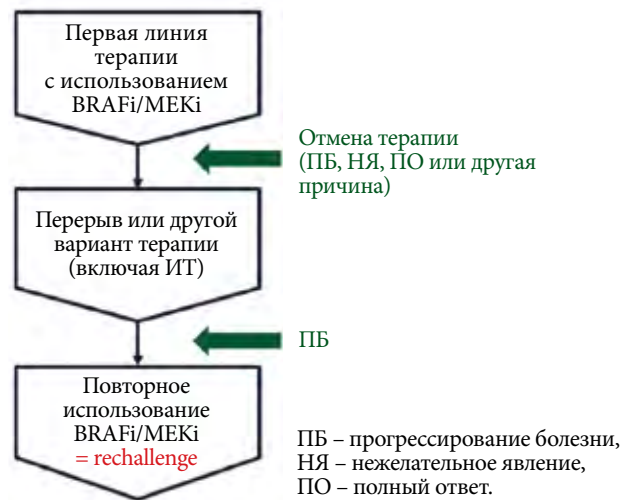 Первая линия
терапии
с использованием
BRAFi/MEKi
Отмена терапии
(ПБ, НЯ, ПО или другая
причина)
Перерыв или другой
вариант терапии
(включая ИТ)
ПБ
Повторное
использование
BRAFi/MEKi
= rechallenge
ПБ – прогрессирование болезни,
НЯ – нежелательное явление,
ПО – полный ответ.